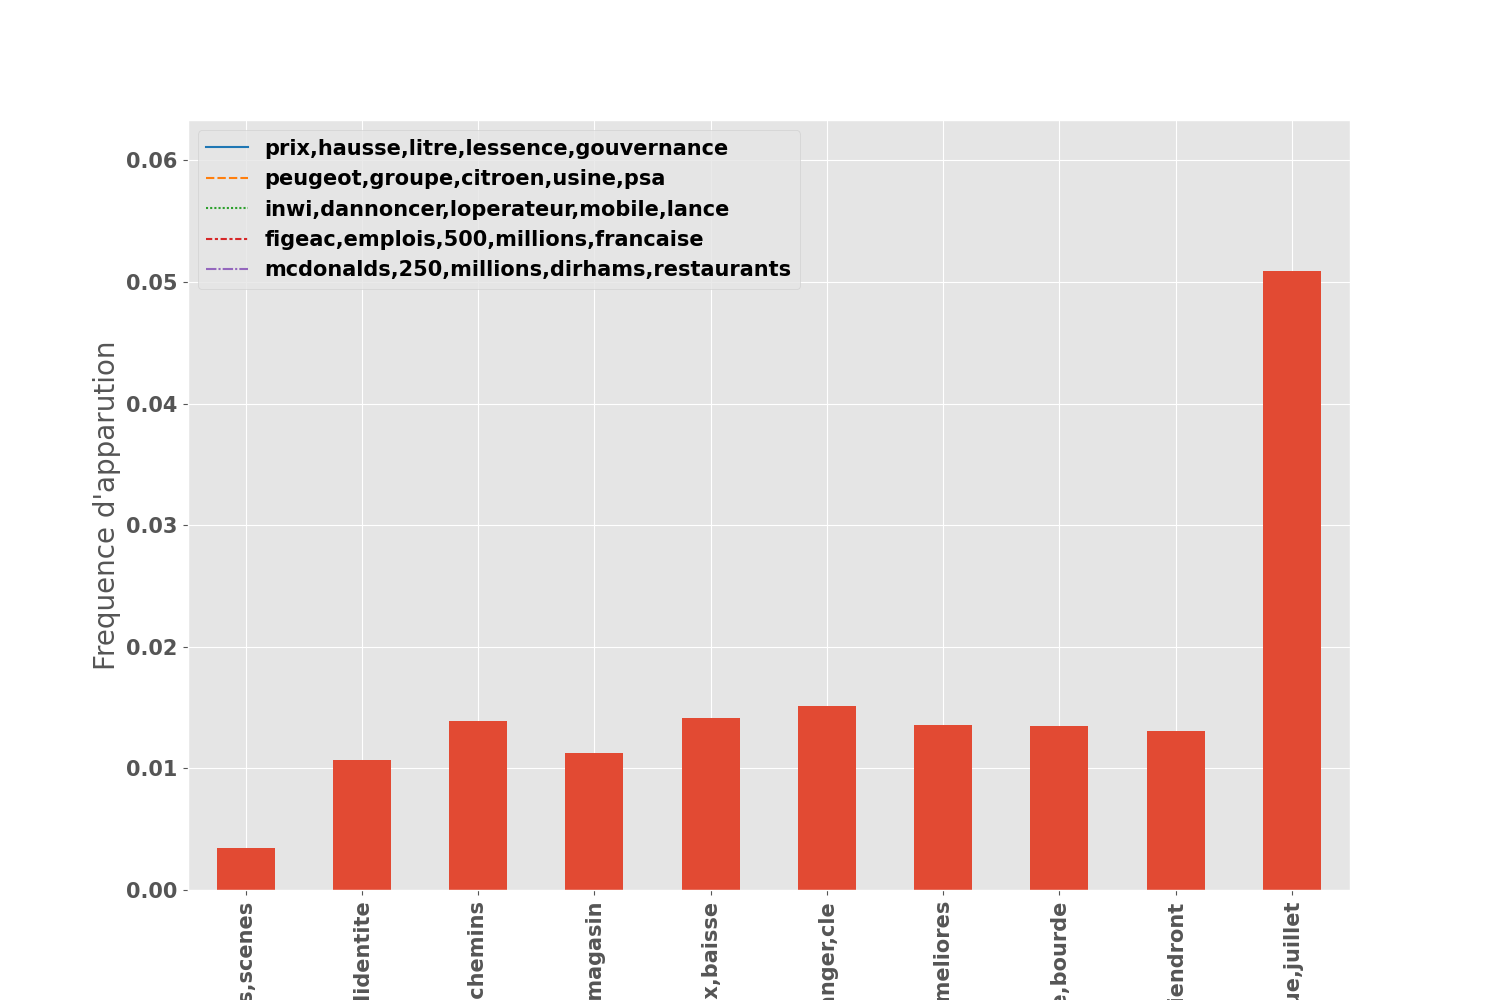 prix,hausse,litre,lessence,gouvernance
peugeot,groupe,citroen,usine,psa
inwi,dannoncer,loperateur,mobile,lance
figeac,emplois,500,millions,francaise
mcdonalds,250,millions,dirhams,restaurants
Frequence d'apparution
0.06
0.05
0.04
0.03
0.02
0.01
0.00
s,scenes
lidentite
chemins
magasin
x,baisse
anger,cle
meliores
e,bourde
iendront
ue,juillet